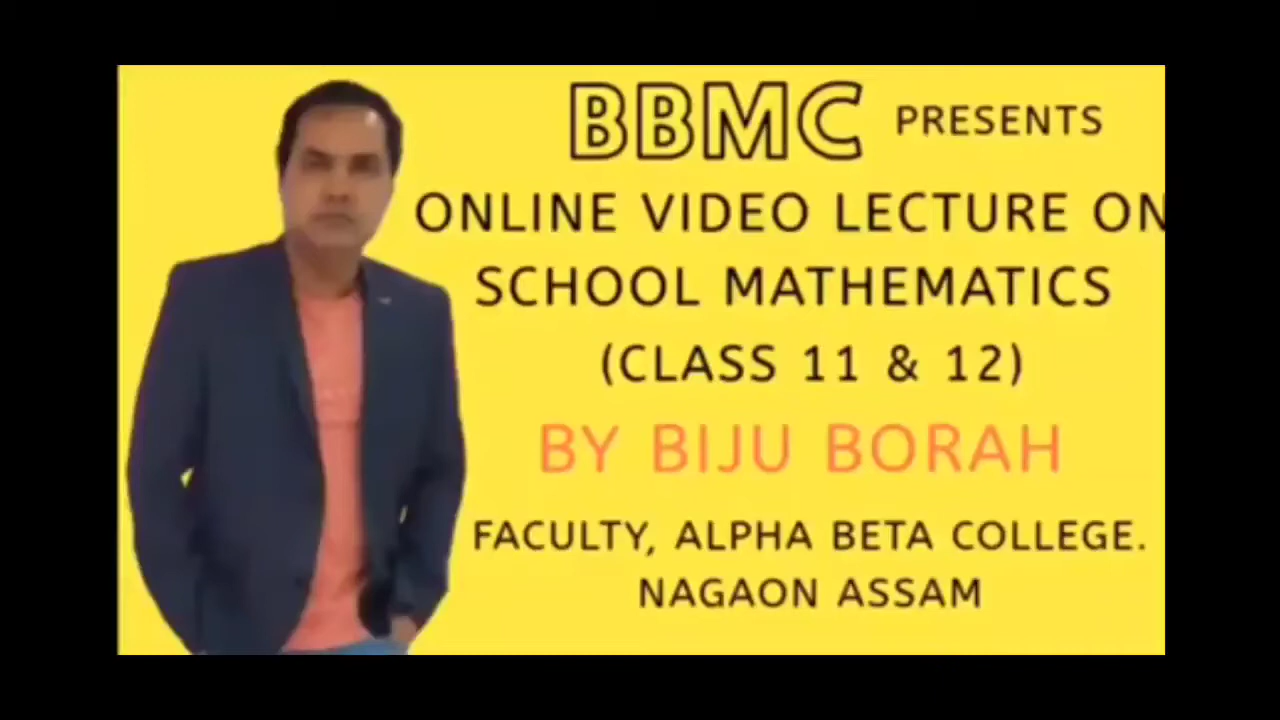 BBMC PRESENTS
ONLINE VIDEO LECTURE ON
SCHOOL MATHEMATICS
(CLASS 11 & 12)
BY BIJU BORAH
FACULTY, ALPHA BETA COLLEGE.
NAGAON ASSAM